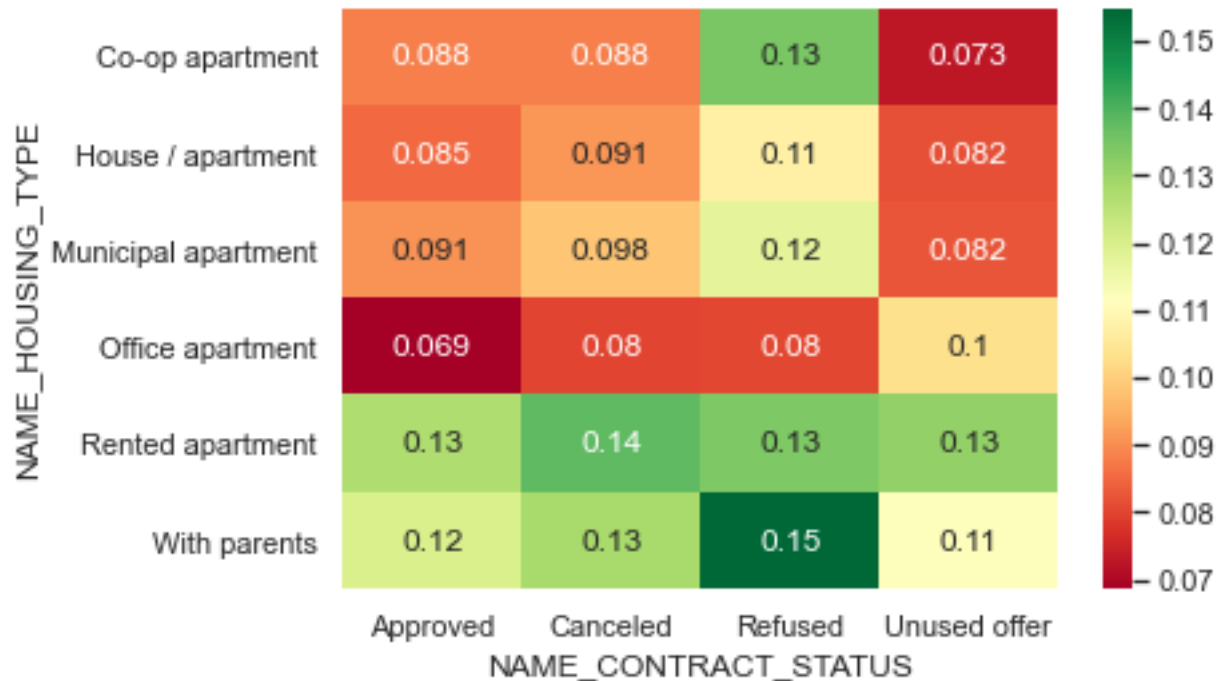 NAME_HOUSING_TYPE
Co-op apartment 0.088 0.088 0.13 0.073
House / apartment 0.085 0.091 0.11 0.082
Municipal apartment 0.091 0.098 0.12 0.082
Office apartment 0.069 0.08 0.08 0.1
Rented apartment 0.13 0.14 0.13 0.13
With parents 0.12 0.13 0.15 0.11
Approved Canceled Refused Unused offer
NAME_CONTRACT_STATUS
0.15
0.14
0.13
0.12
0.11
0.10
0.09
0.08
0.07